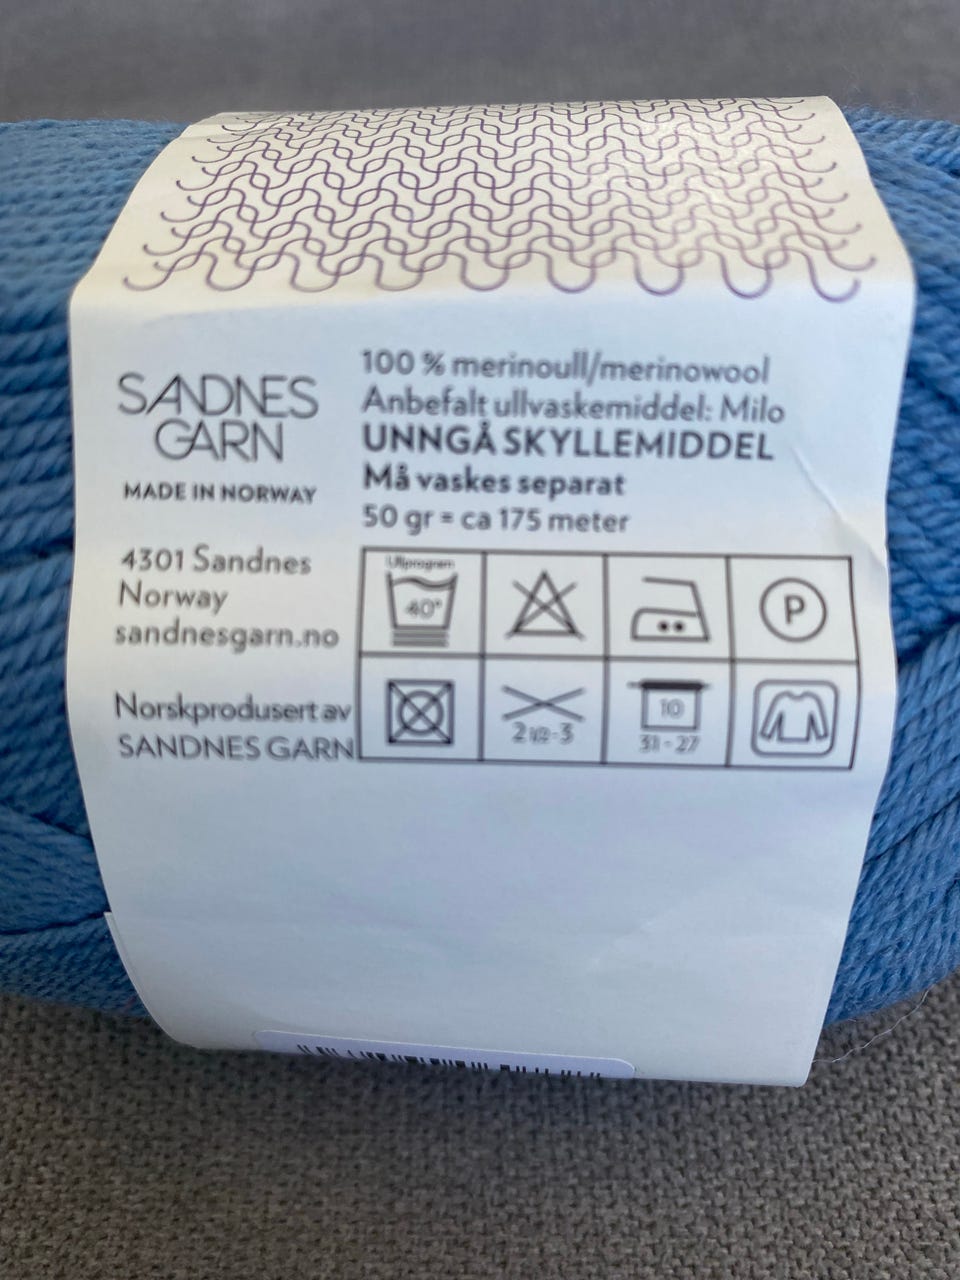 SANDNES
GARN
MADE IN NORWAY
4301 Sandnes
Norway
sandnesgarn.no
Norskprodusert av
SANDNES GARN
100 % merinoull/merinowool
Anbefalt ullvaskemiddel: Milo
UNNGÅ SKYLLEMIDDEL
Må vaskes separat
50 gr = ca 175 meter
Ullprogram
40°
P
2 1/2-3
10
31 - 27